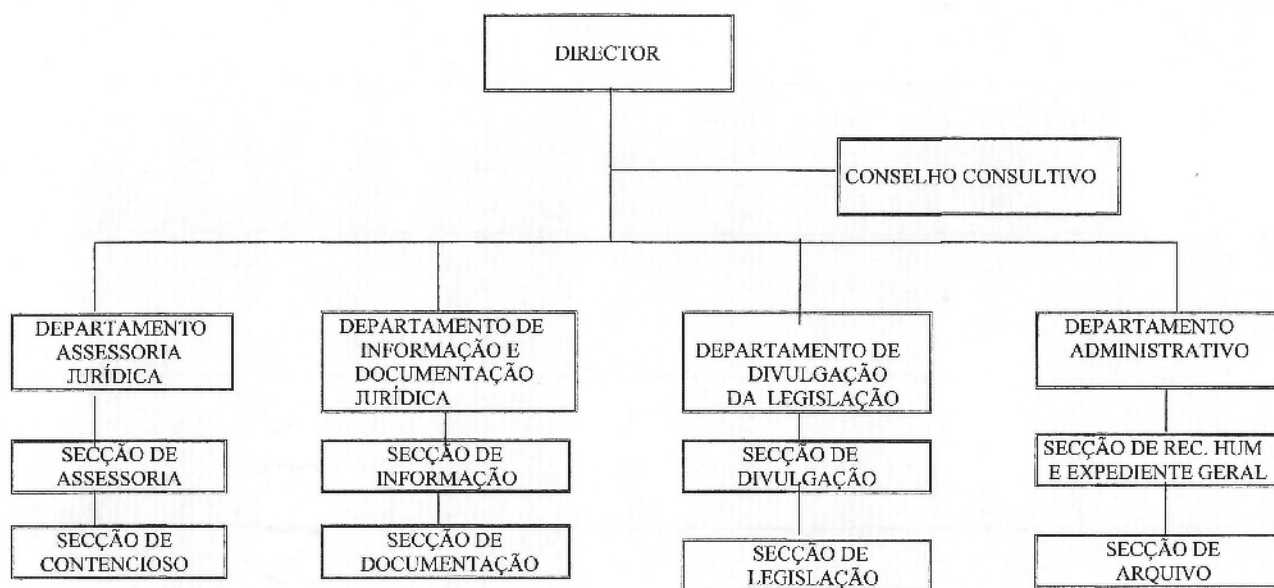 DIRECTOR
CONSELHO CONSULTIVO
DEPARTAMENTO
ASSESSORIA
JURÍDICA
DEPARTAMENTO DE
INFORMAÇÃO E
DOCUMENTAÇÃO
JURÍDICA
DEPARTAMENTO DE
DIVULGAÇÃO
DA LEGISLAÇÃO
DEPARTAMENTO
ADMINISTRATIVO
SECÇÃO DE
ASSESSORIA
SECÇÃO DE
INFORMAÇÃO
SECÇÃO DE
DIVULGAÇÃO
SECÇÃO DE REC. HUM
E EXPEDIENTE GERAL
SECÇÃO DE
CONTENCIOSO
SECÇÃO DE
DOCUMENTAÇÃO
SECÇÃO DE
LEGISLAÇÃO
SECÇÃO DE
ARQUIVO